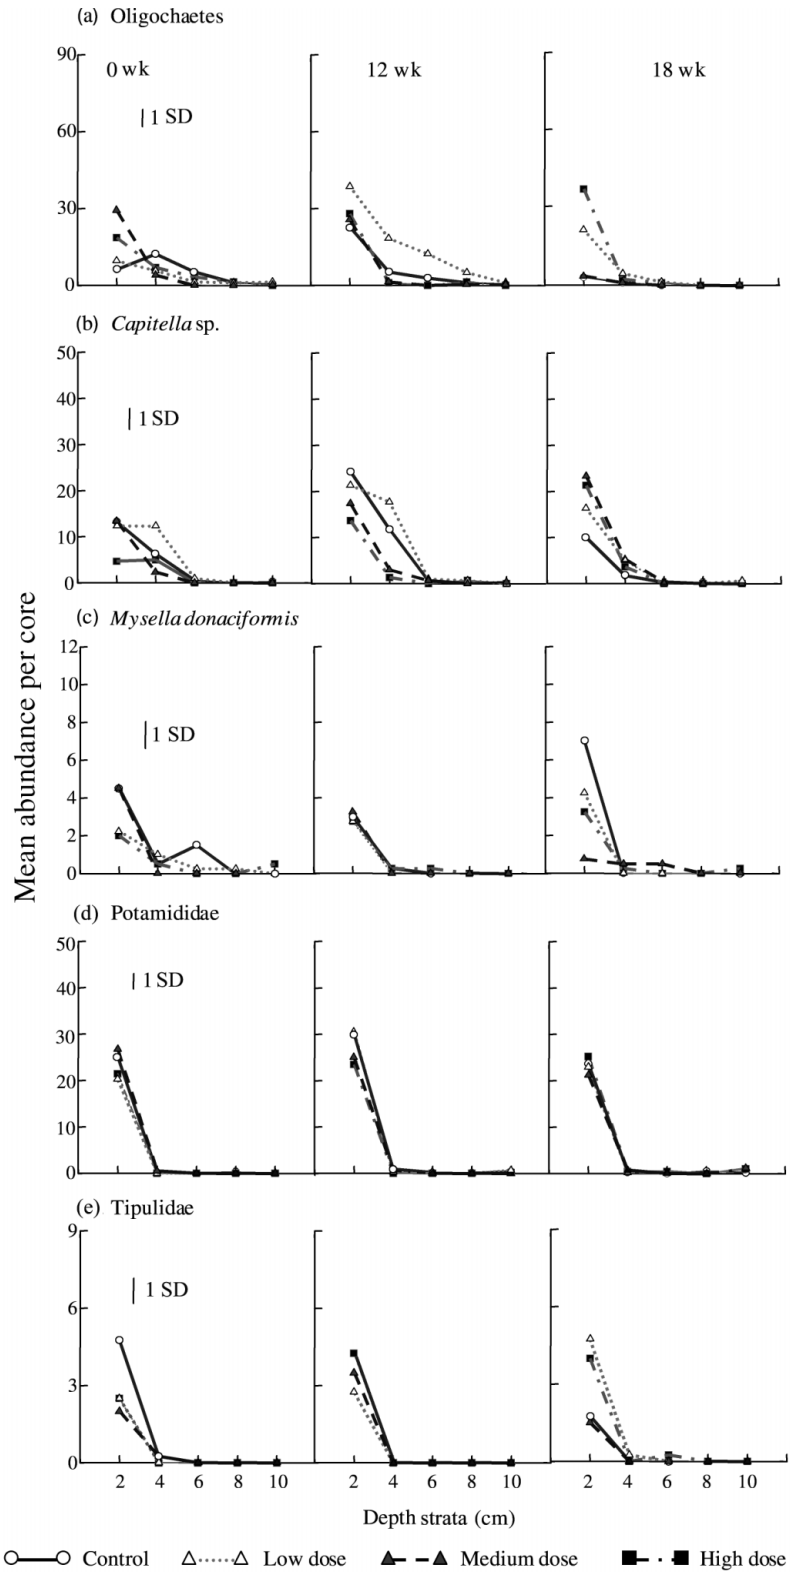 (a) Oligochaetes
90
60
30
0
0 wk
12 wk
18 wk
1 SD
(b) Capitella sp.
50
40
30
20
10
0
1 SD
(c) Mysella donaciformis
12
10
8
6
4
2
0
1 SD
Mean abundance per core
(d) Potamididae
50
40
30
20
10
0
1 SD
(e) Tipulidae
9
6
3
0
1 SD
2 4 6 8 10 2 4 6 8 10 2 4 6 8 10
Depth strata (cm)
Control Low dose Medium dose High dose